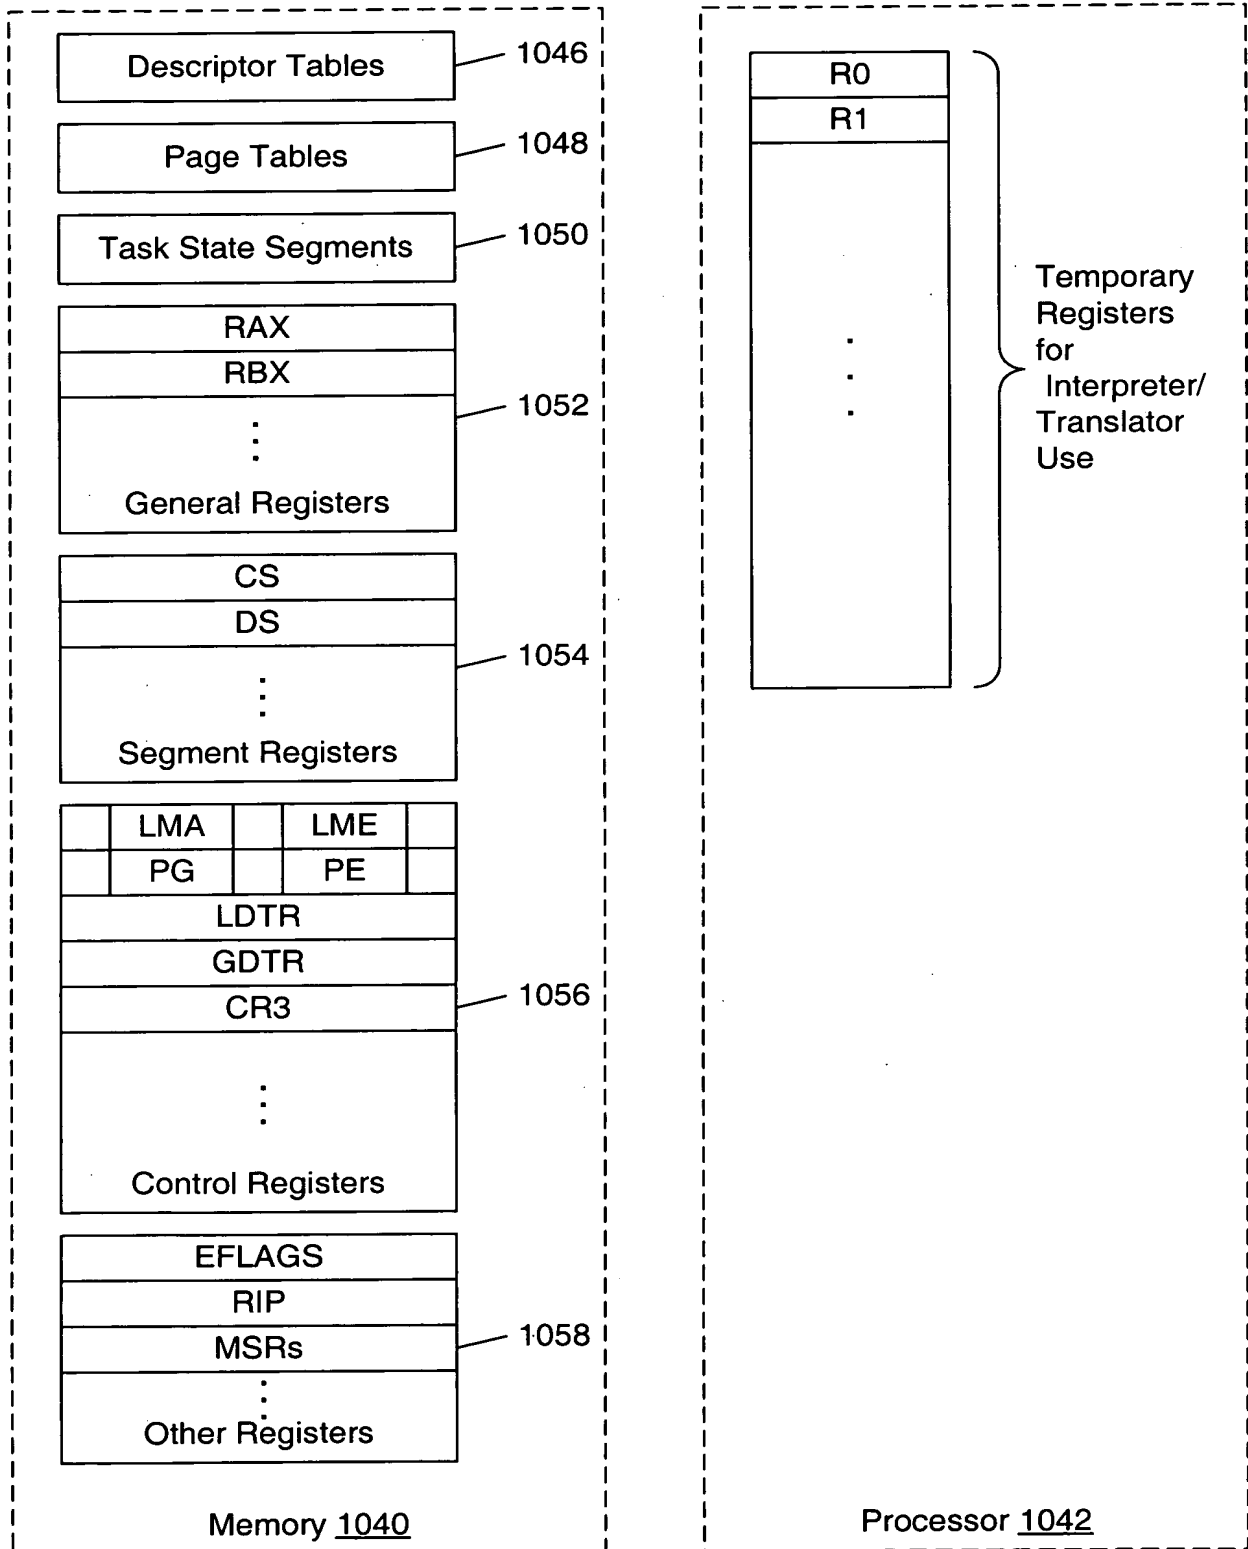 Descriptor Tables
1046
Page Tables
1048
Task State Segments
1050
RAX
RBX
1052
General Registers
CS
DS
1054
Segment Registers
LMA LME
PG PE
LDTR
GDTR
CR3
1056
Control Registers
EFLAGS
RIP
MSRs
1058
Other Registers
Memory 1040
R0
R1
Temporary
Registers
for
Interpreter/
Translator
Use
Processor 1042